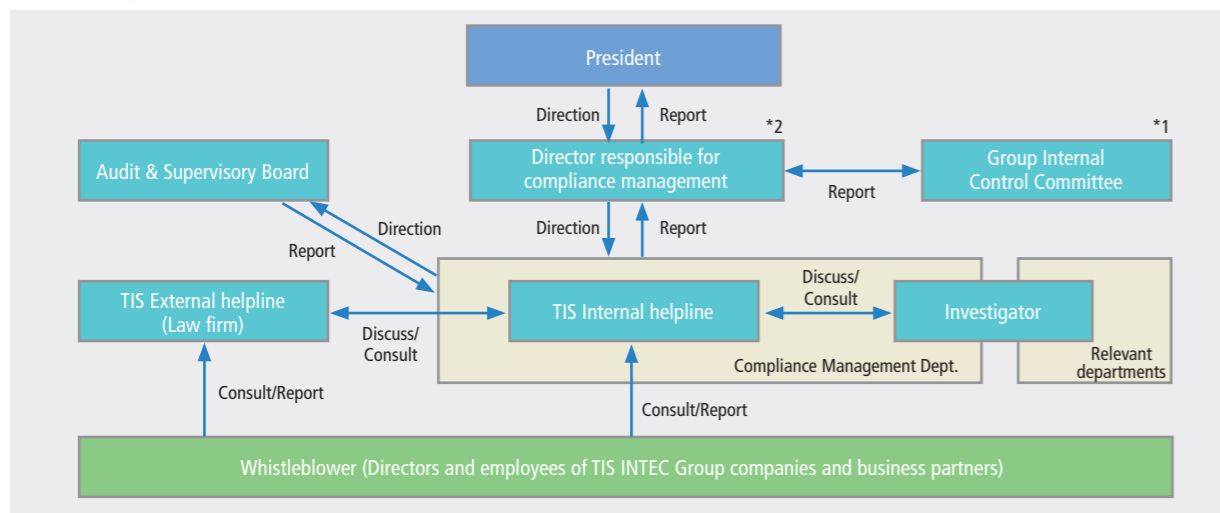 President
Direction
Report
*2
*1
Audit & Supervisory Board
Director responsible for
compliance management
Group Internal
Control Committee
Report
Direction
Report
Direction
Report
TIS External helpline
(Law firm)
Discuss/
Consult
TIS Internal helpline
Discuss/
Consult
Investigator
Compliance Management Dept.
Relevant
departments
Consult/Report
Consult/Report
Whistleblower (Directors and employees of TIS INTEC Group companies and business partners)